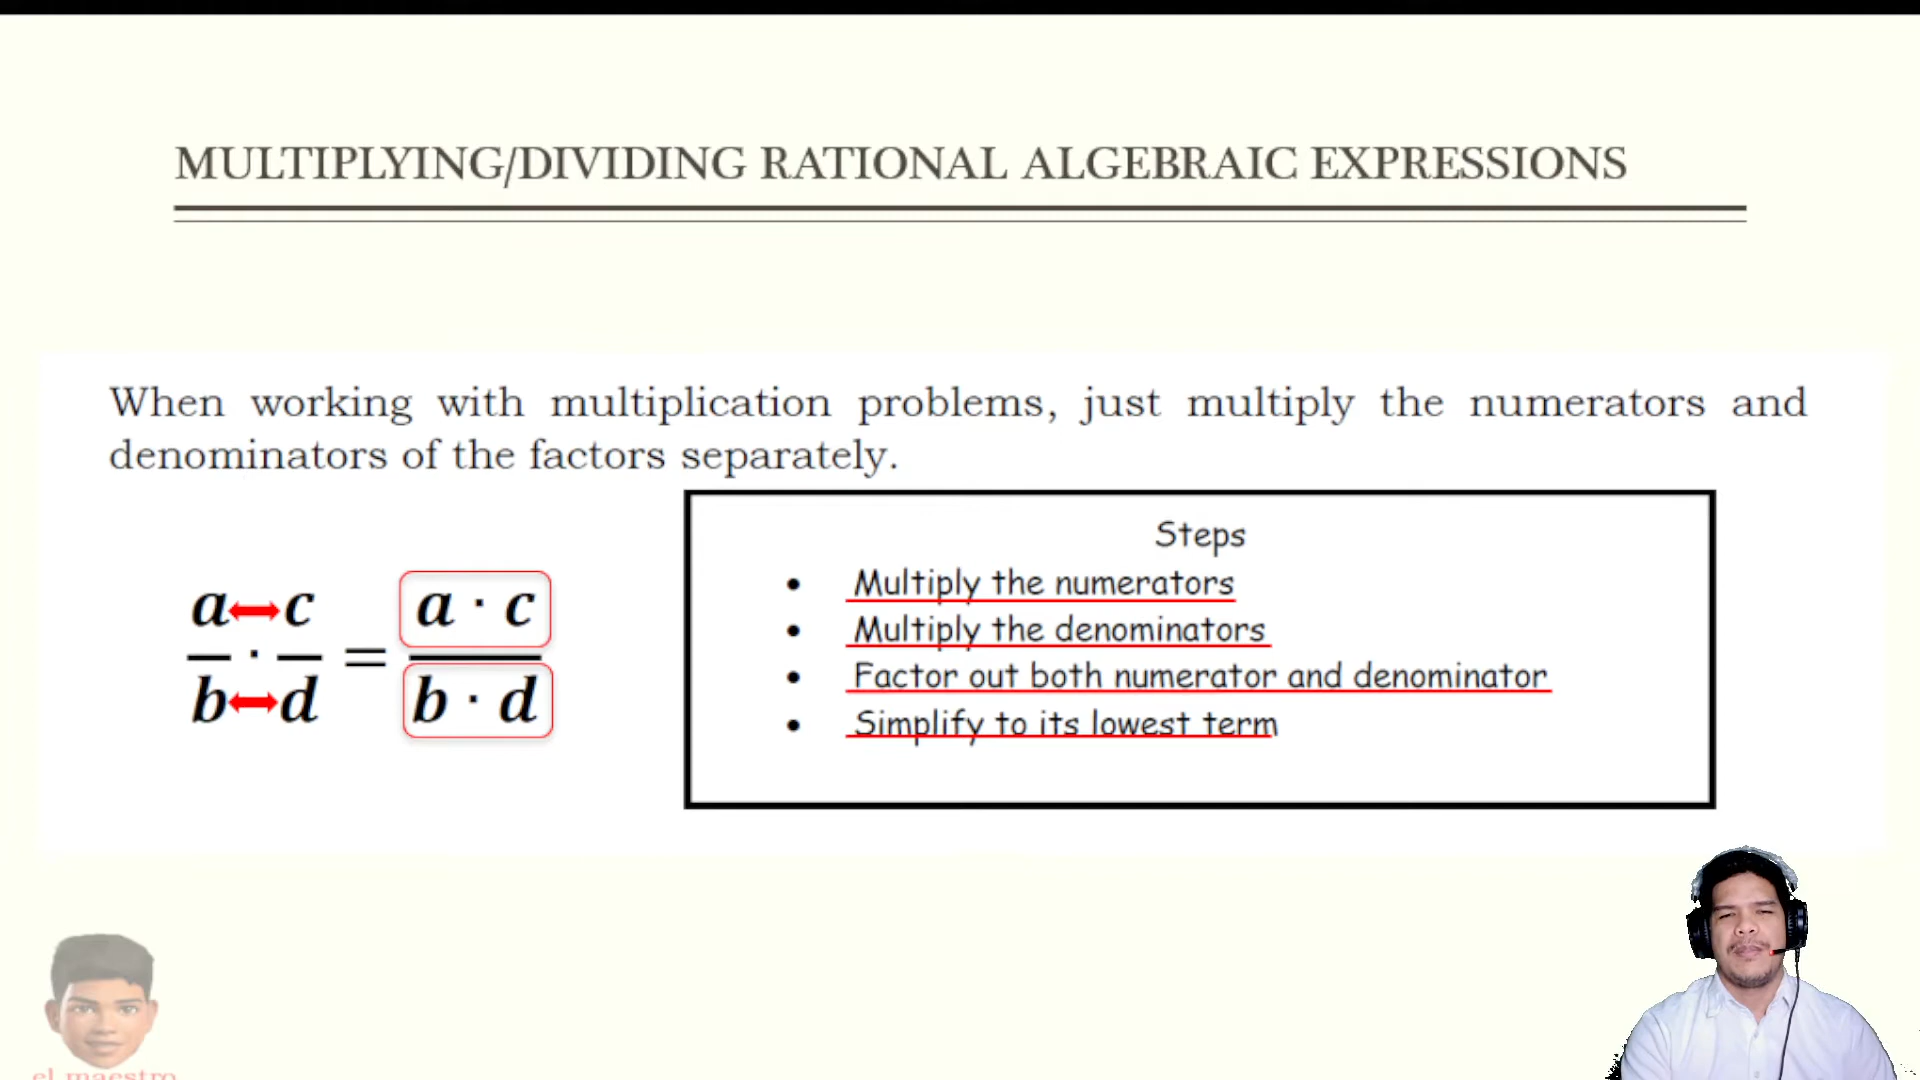 MULTIPLYING/DIVIDING RATIONAL ALGEBRAIC EXPRESSIONS
When working with multiplication problems, just multiply the numerators and
denominators of the factors separately.
a c a · c
— · — = —
b d b · d
Steps
• Multiply the numerators
• Multiply the denominators
• Factor out both numerator and denominator
• Simplify to its lowest term
el maestro